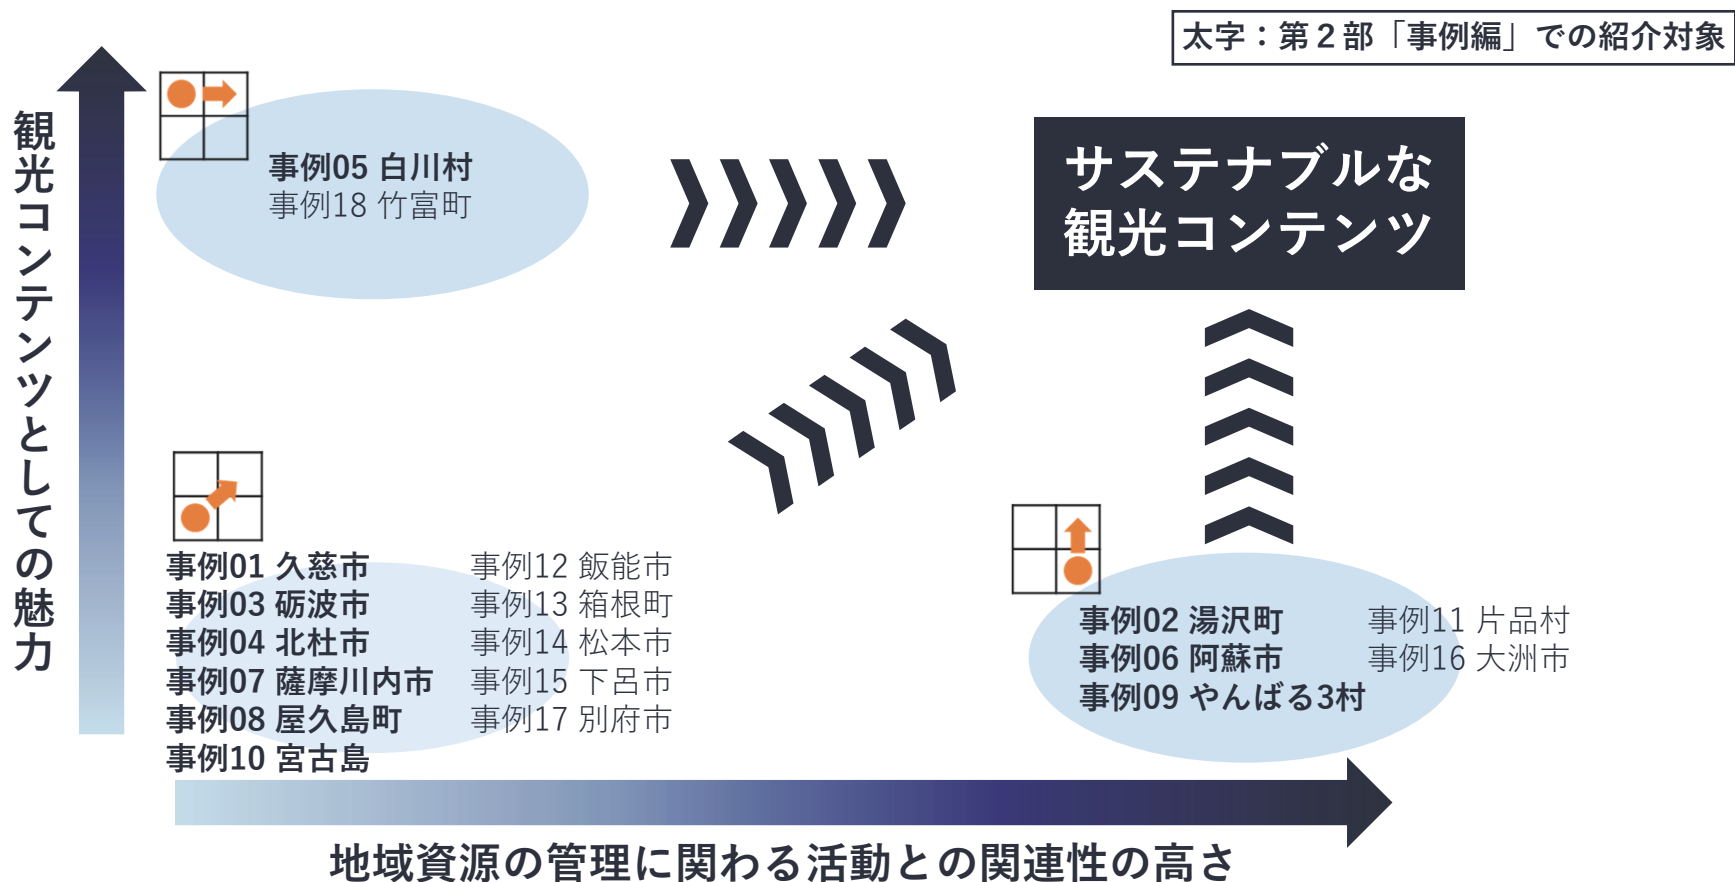 太字：第２部「事例編」での紹介対象
観光コンテンツとしての魅力
事例05 白川村
事例18 竹富町
サステナブルな
観光コンテンツ
事例01 久慈市
事例03 砺波市
事例04 北杜市
事例07 薩摩川内市
事例08 屋久島町
事例10 宮古島
事例12 飯能市
事例13 箱根町
事例14 松本市
事例15 下呂市
事例17 別府市
事例02 湯沢町
事例06 阿蘇市
事例09 やんばる3村
事例11 片品村
事例16 大洲市
地域資源の管理に関わる活動との関連性の高さ